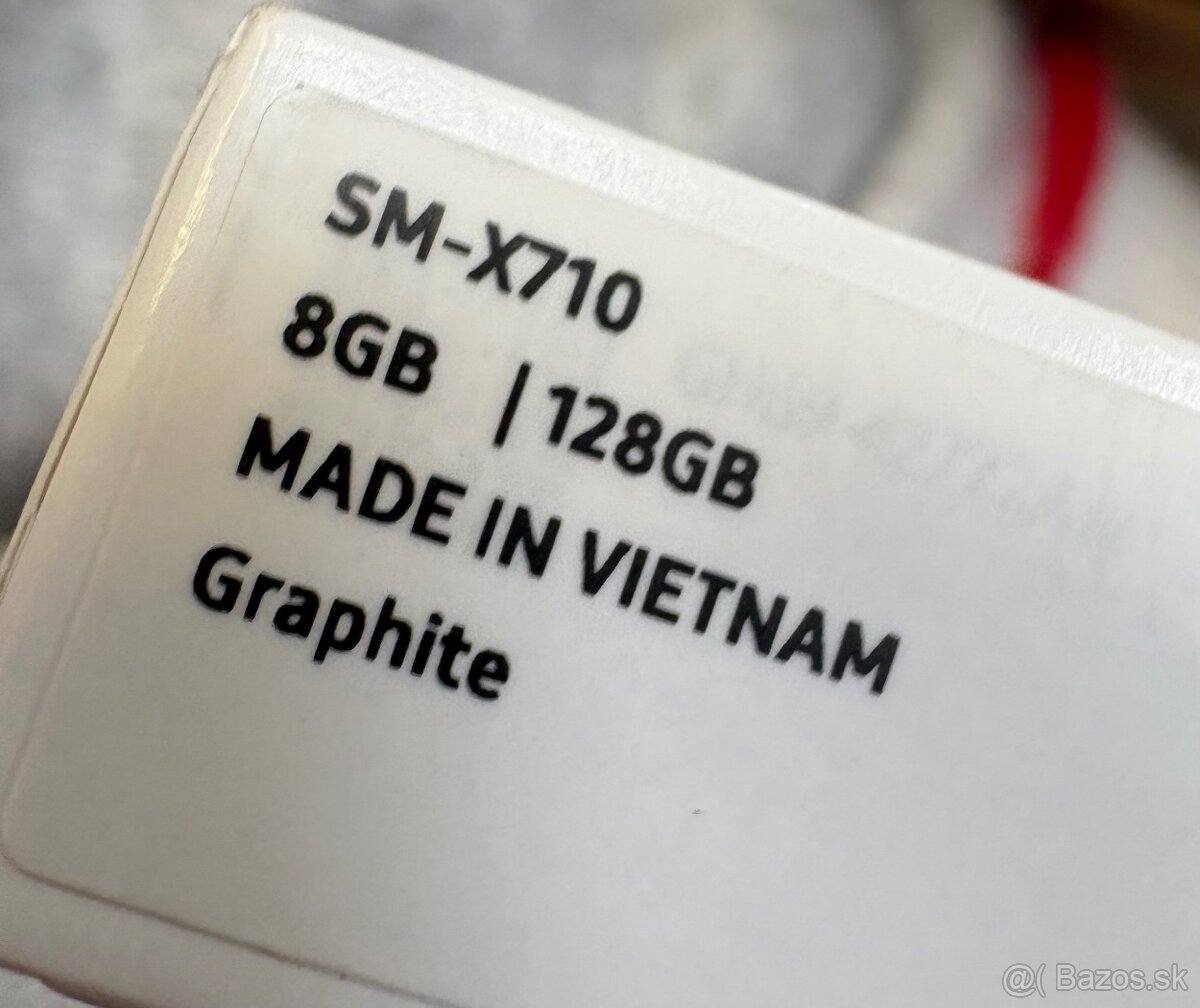 SM-X710
8GB | 128GB
MADE IN VIETNAM
Graphite
@( Bazos.sk